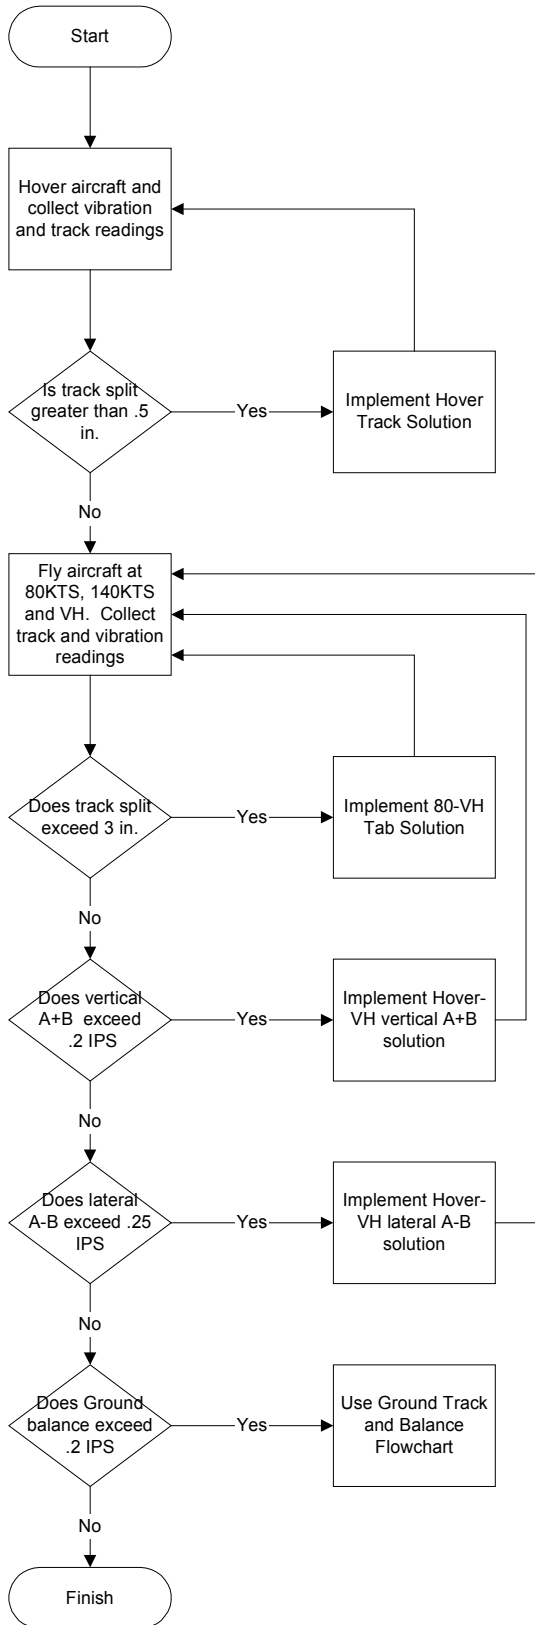 Start
Hover aircraft and
collect vibration
and track readings
Is track split
greater than .5
in.
Yes
Implement Hover
Track Solution
No
Fly aircraft at
80KTS, 140KTS
and VH.  Collect
track and vibration
readings
Does track split
exceed 3 in.
Yes
Implement 80-VH
Tab Solution
No
Does vertical
A+B  exceed
.2 IPS
Yes
Implement Hover-
VH vertical A+B
solution
No
Does lateral
A-B exceed .25
IPS
Yes
Implement Hover-
VH lateral A-B
solution
No
Does Ground
balance exceed
.2 IPS
Yes
Use Ground Track
and Balance
Flowchart
No
Finish